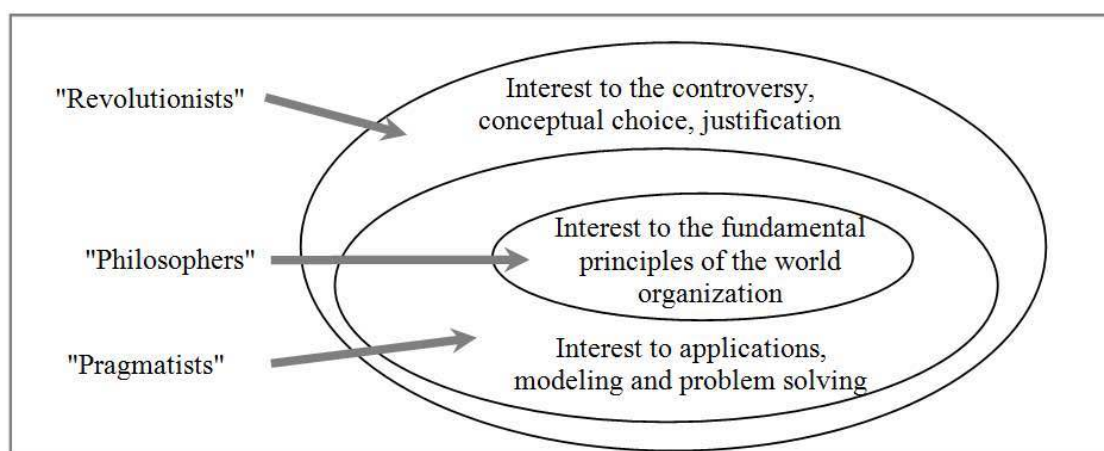 "Revolutionists"
Interest to the controversy,
conceptual choice, justification
"Philosophers"
Interest to the fundamental
principles of the world
organization
"Pragmatists"
Interest to applications,
modeling and problem solving